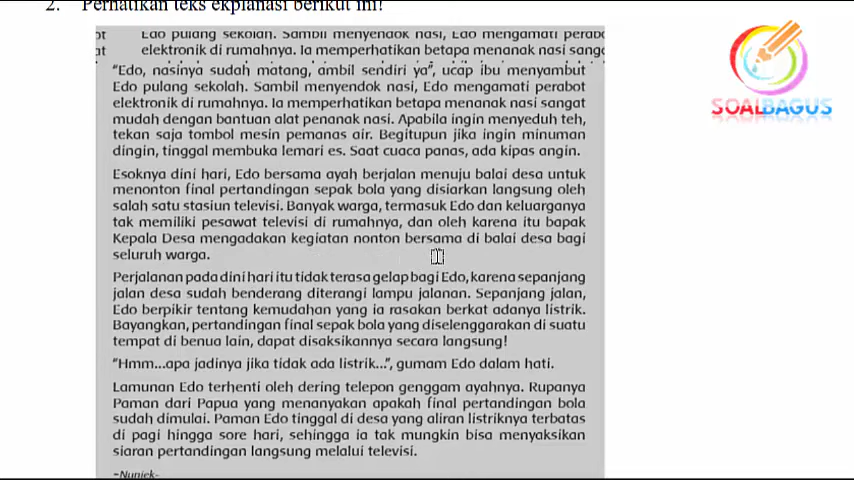 2. Perhatikan teks ekplanasi berikut ini!
ot Edo pulang sekolah. Sambil menyendok nasi, Edo mengamati perabo
at elektronik di rumahnya. Ia memperhatikan betapa menanak nasi sang
“Edo, nasinya sudah matang, ambil sendiri ya”, ucap ibu menyambut
Edo pulang sekolah. Sambil menyendok nasi, Edo mengamati perabot
elektronik di rumahnya. Ia memperhatikan betapa menanak nasi sangat
mudah dengan bantuan alat penanak nasi. Apabila ingin menyeduh teh,
tekan saja tombol mesin pemanas air. Begitupun jika ingin minuman
dingin, tinggal membuka lemari es. Saat cuaca panas, ada kipas angin.
Esoknya dini hari, Edo bersama ayah berjalan menuju balai desa untuk
menonton final pertandingan sepak bola yang disiarkan langsung oleh
salah satu stasiun televisi. Banyak warga, termasuk Edo dan keluarganya
tak memiliki pesawat televisi di rumahnya, dan oleh karena itu bapak
Kepala Desa mengadakan kegiatan nonton bersama di balai desa bagi
seluruh warga.
Perjalanan pada dini hari itu tidak terasa gelap bagi Edo, karena sepanjang
jalan desa sudah benderang diterangi lampu jalanan. Sepanjang jalan,
Edo berpikir tentang kemudahan yang ia rasakan berkat adanya listrik.
Bayangkan, pertandingan final sepak bola yang diselenggarakan di suatu
tempat di benua lain, dapat disaksikannya secara langsung!
“Hmm...apa jadinya jika tidak ada listrik...”, gumam Edo dalam hati.
Lamunan Edo terhenti oleh dering telepon genggam ayahnya. Rupanya
Paman dari Papua yang menanyakan apakah final pertandingan bola
sudah dimulai. Paman Edo tinggal di desa yang aliran listriknya terbatas
di pagi hingga sore hari, sehingga ia tak mungkin bisa menyaksikan
siaran pertandingan langsung melalui televisi.
~Nuniek~
SOALBAGUS